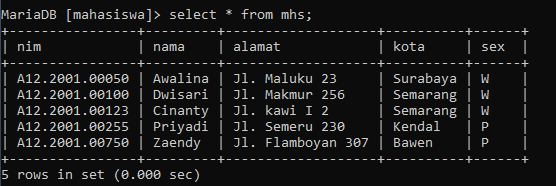 MariaDB [mahasiswa]> select * from mhs;
+----------------+----------+-------------------+----------+------+
| nim            | nama     | alamat            | kota     | sex  |
+----------------+----------+-------------------+----------+------+
| A12.2001.00050 | Awalina  | Jl. Maluku 23     | Surabaya | W    |
| A12.2001.00100 | Dwisari  | Jl. Makmur 256    | Semarang | W    |
| A12.2001.00123 | Cinanty  | Jl. kawi I 2      | Semarang | W    |
| A12.2001.00255 | Priyadi  | Jl. Semeru 230    | Kendal   | P    |
| A12.2001.00750 | Zaendy   | Jl. Flamboyan 307 | Bawen    | P    |
+----------------+----------+-------------------+----------+------+
5 rows in set (0.000 sec)